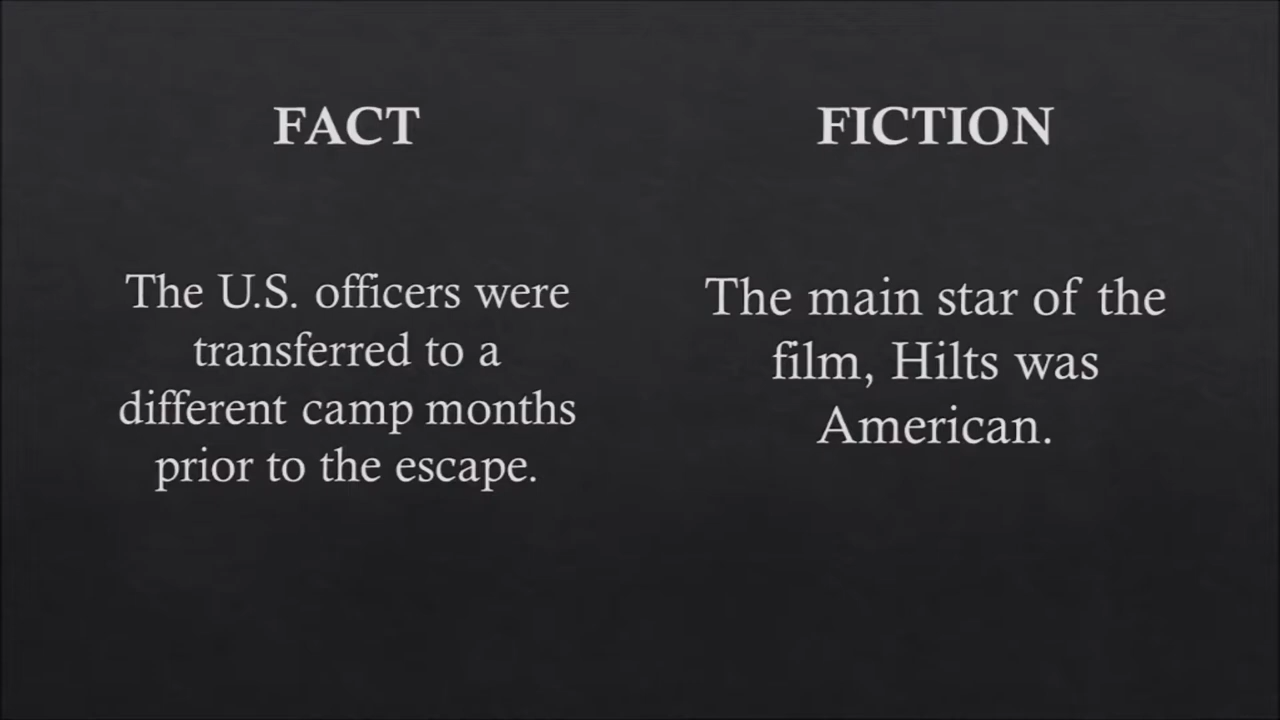 FACT
FICTION
The U.S. officers were
transferred to a
different camp months
prior to the escape.
The main star of the
film, Hilts was
American.